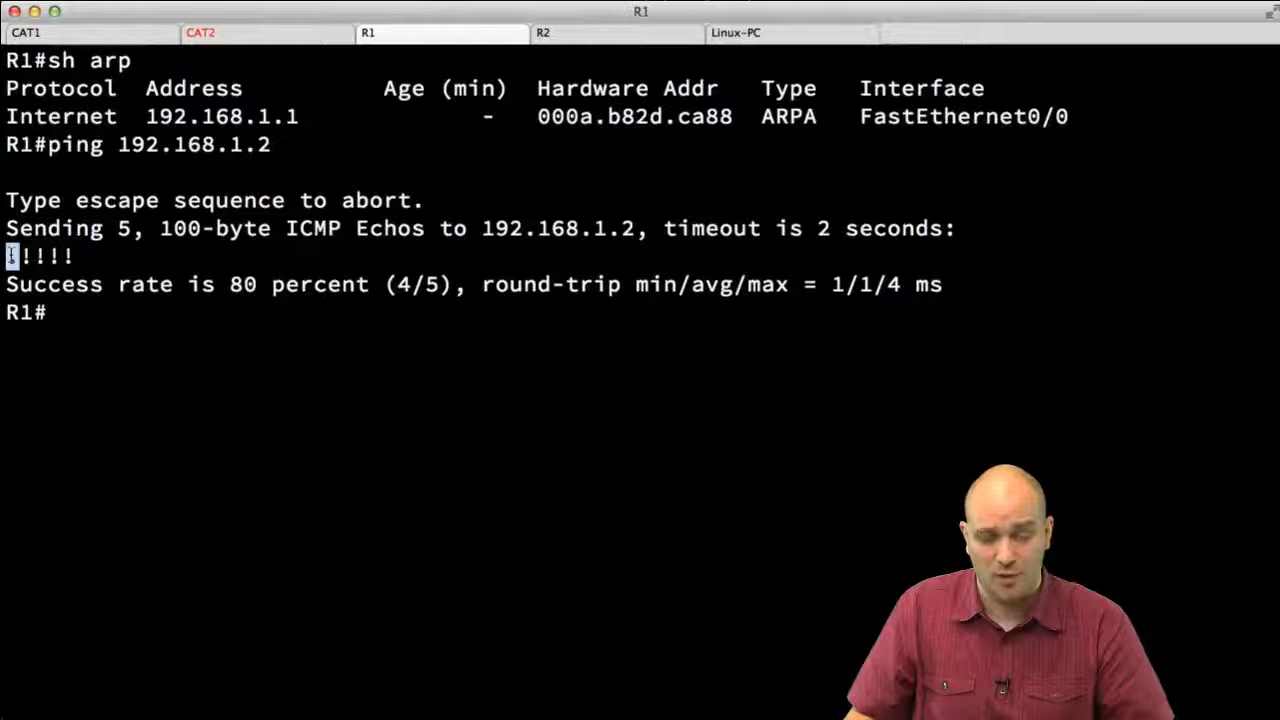 R1
CAT1 CAT2 R1 R2 Linux-PC
R1#sh arp
Protocol Address Age (min) Hardware Addr Type Interface
Internet 192.168.1.1 - 000a.b82d.ca88 ARPA FastEthernet0/0
R1#ping 192.168.1.2
Type escape sequence to abort.
Sending 5, 100-byte ICMP Echos to 192.168.1.2, timeout is 2 seconds:
!!!!
Success rate is 80 percent (4/5), round-trip min/avg/max = 1/1/4 ms
R1#